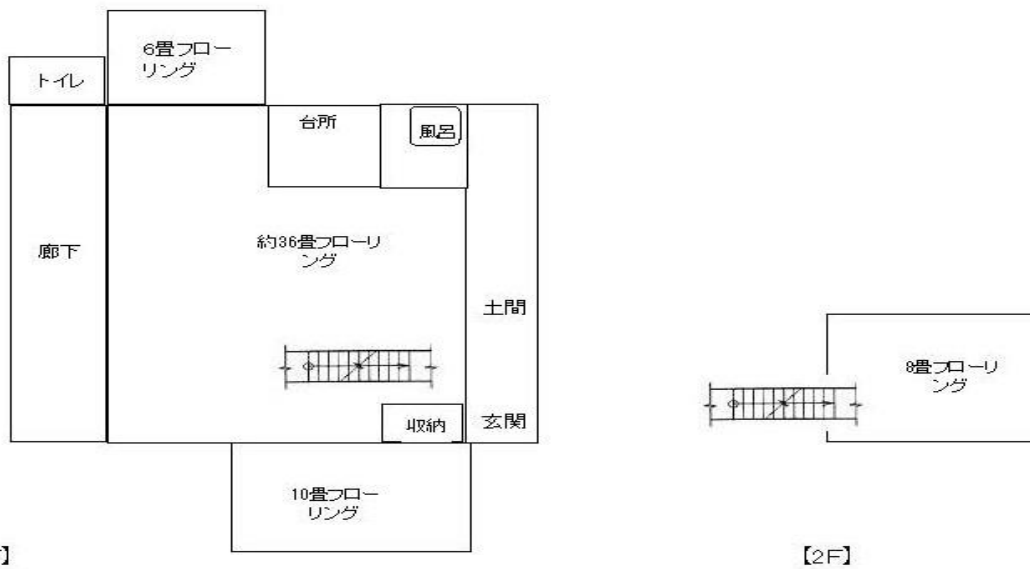 6畳フロー
リング
トイレ
台所
風呂
廊下
約36畳フローリ
ング
土間
収納
玄関
10畳フロー
リング
8畳フローリ
ング
【2F】